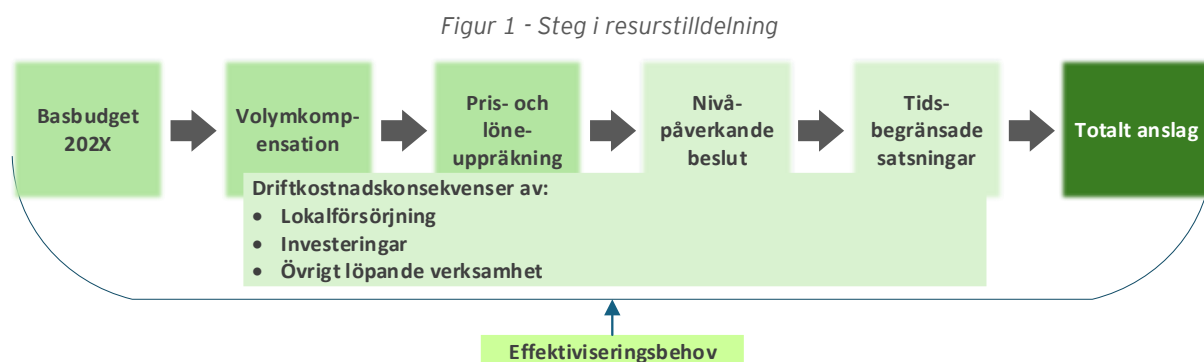 Figur 1 - Steg i resurstilldelning
Basbudget
202X
Volymkomp-
ensation
Pris- och
löne-
uppräkning
Nivå-
påverkande
beslut
Tids-
begränsade
satsningar
Totalt anslag
Driftkostnadskonsekvenser av:
• Lokalförsörjning
• Investeringar
• Övrigt löpande verksamhet
Effektiviseringsbehov